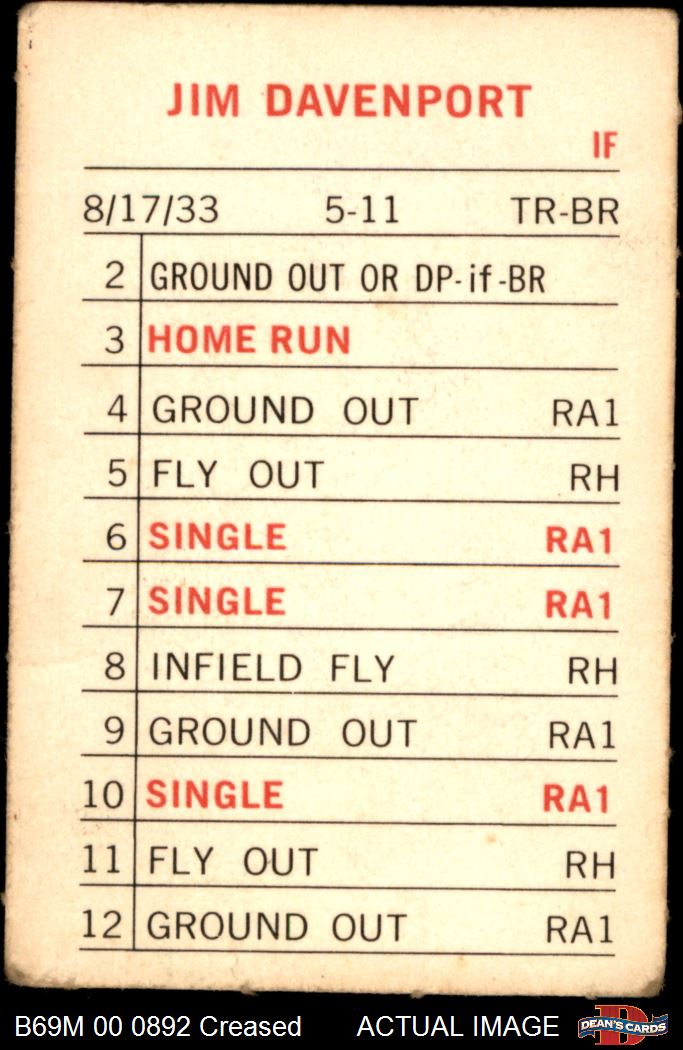 JIM DAVENPORT
IF
8/17/33 5-11 TR-BR
2 GROUND OUT OR DP-if-BR
3 HOME RUN
4 GROUND OUT RA1
5 FLY OUT RH
6 SINGLE RA1
7 SINGLE RA1
8 INFIELD FLY RH
9 GROUND OUT RA1
10 SINGLE RA1
11 FLY OUT RH
12 GROUND OUT RA1
B69M 00 0892 Creased ACTUAL IMAGE D DEAN'S CARDS